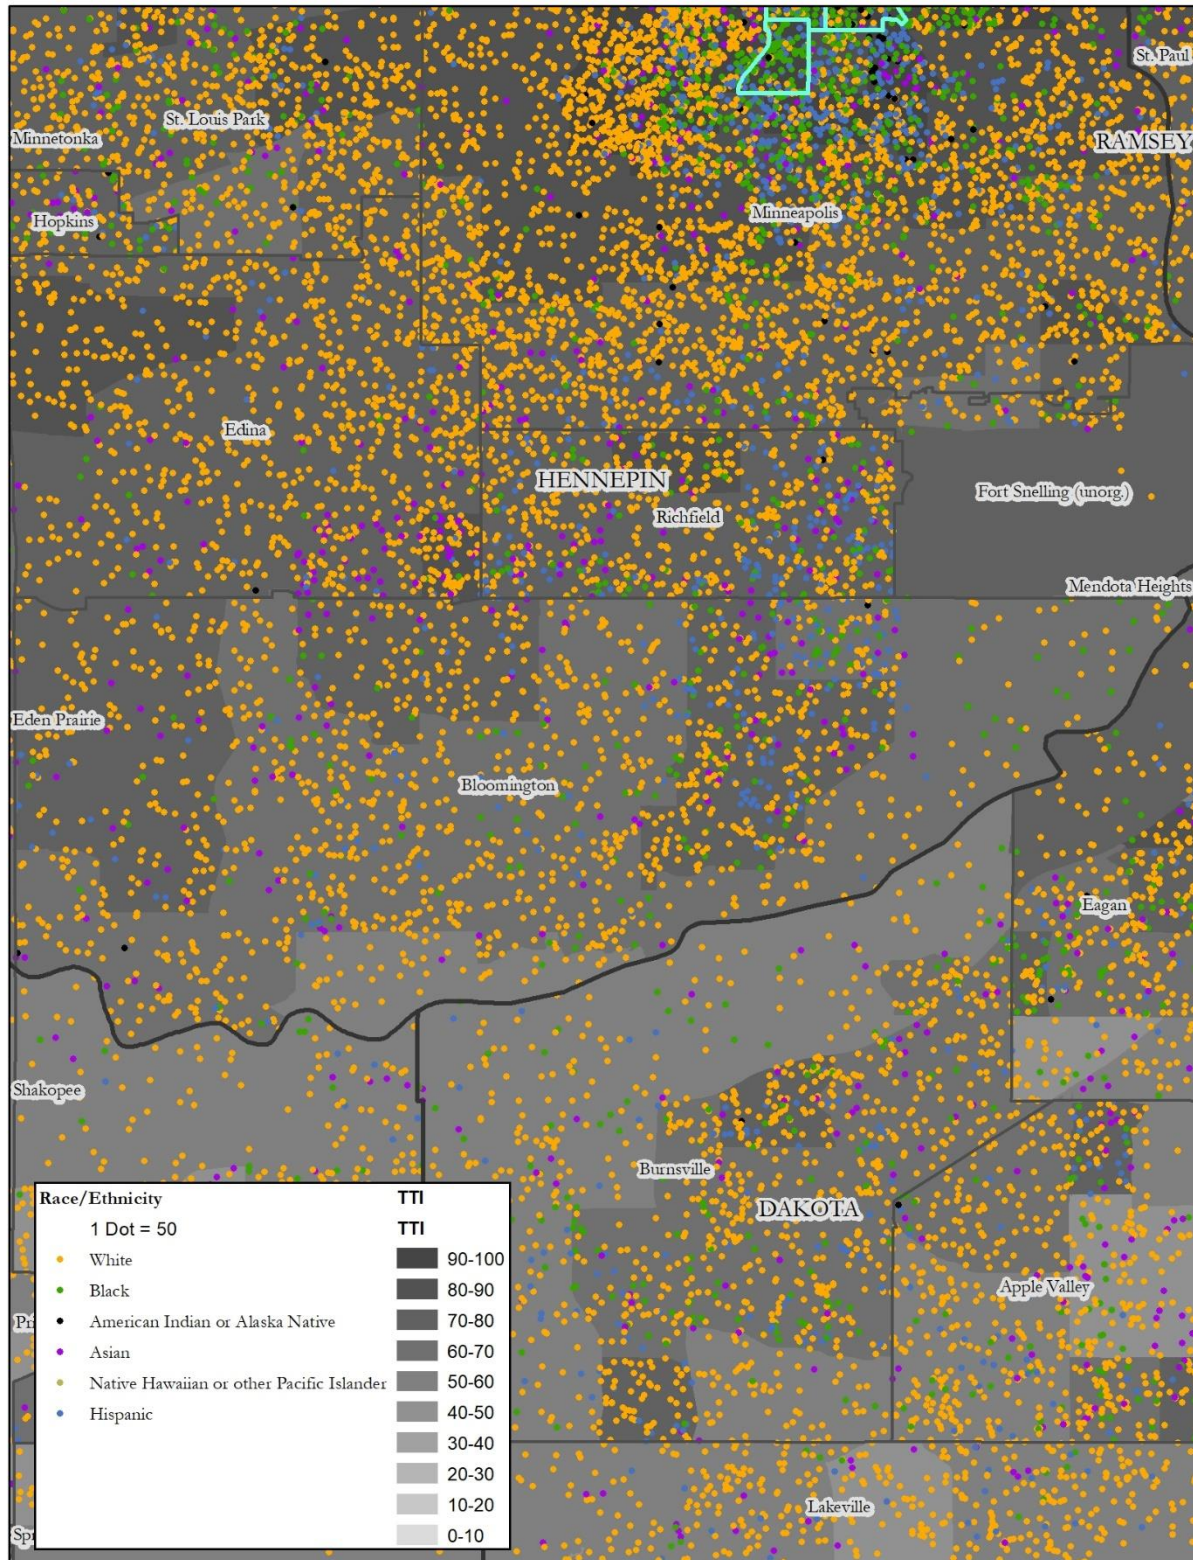 St. Paul
St. Louis Park
Minnetonka
RAMSEY
Hopkins
Minneapolis
Edina
HENNEPIN
Fort Snelling (unorg.)
Richfield
Mendota Heights
Eden Prairie
Bloomington
Eagan
Shakopee
Burnsville
DAKOTA
Apple Valley
Lakeville
Pri
Spr
Race/Ethnicity
1 Dot = 50
White
Black
American Indian or Alaska Native
Asian
Native Hawaiian or other Pacific Islander
Hispanic
TTI
TTI
90-100
80-90
70-80
60-70
50-60
40-50
30-40
20-30
10-20
0-10